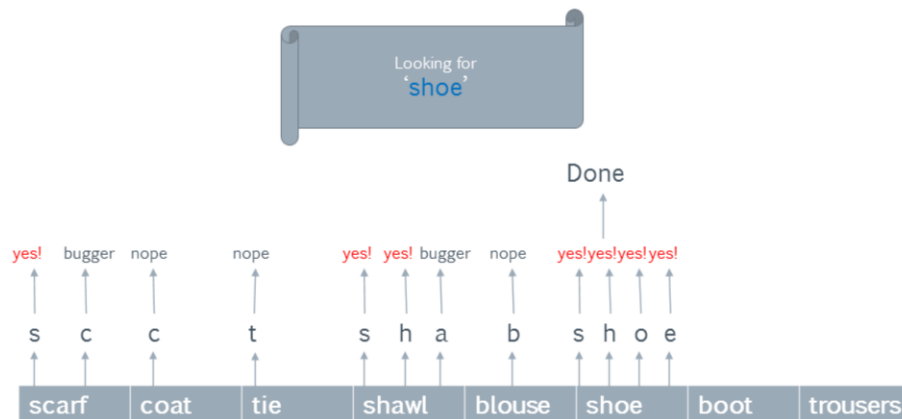 Looking for
‘shoe’
Done
yes! bugger nope nope yes! yes! bugger nope yes! yes! yes! yes!
s c c t s h a b s h o e
scarf coat tie shawl blouse shoe boot trousers